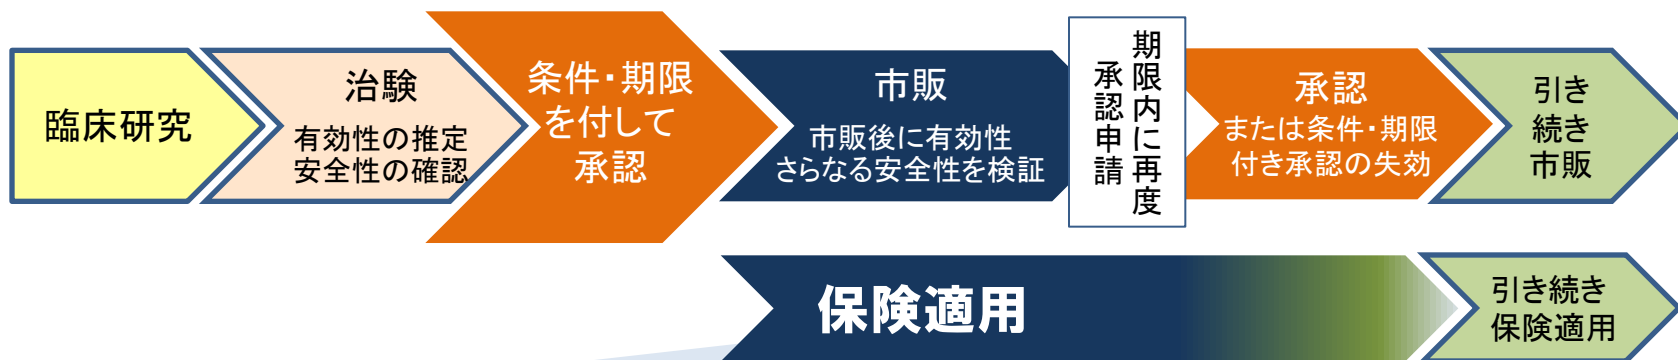 臨床研究
治験
有効性の推定
安全性の確認
条件・期限
を付して
承認
市販
市販後に有効性
さらなる安全性を検証
期限内に再度
承認申請
承認
または条件・期限
付き承認の失効
引き
続き
市販
保険適用
引き続き
保険適用